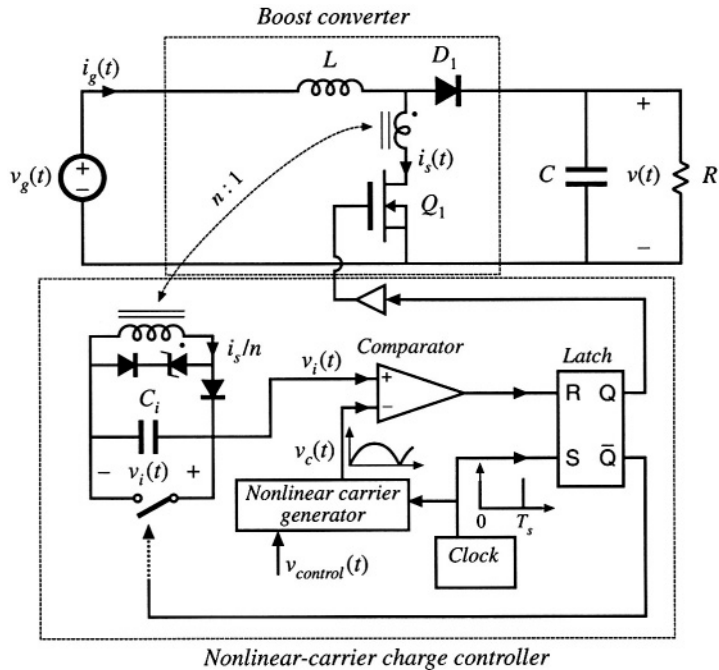 Boost converter
i_g(t)
L
D_1
v_g(t)
+
−
n : 1
i_s(t)
Q_1
C
+
v(t)
−
R
i_s/n
C_i
− v_i(t) +
v_i(t)
Comparator
+
−
v_c(t)
Nonlinear carrier generator
v_control(t)
Clock
0 T_s
Latch
R Q
S Q̄
Nonlinear-carrier charge controller